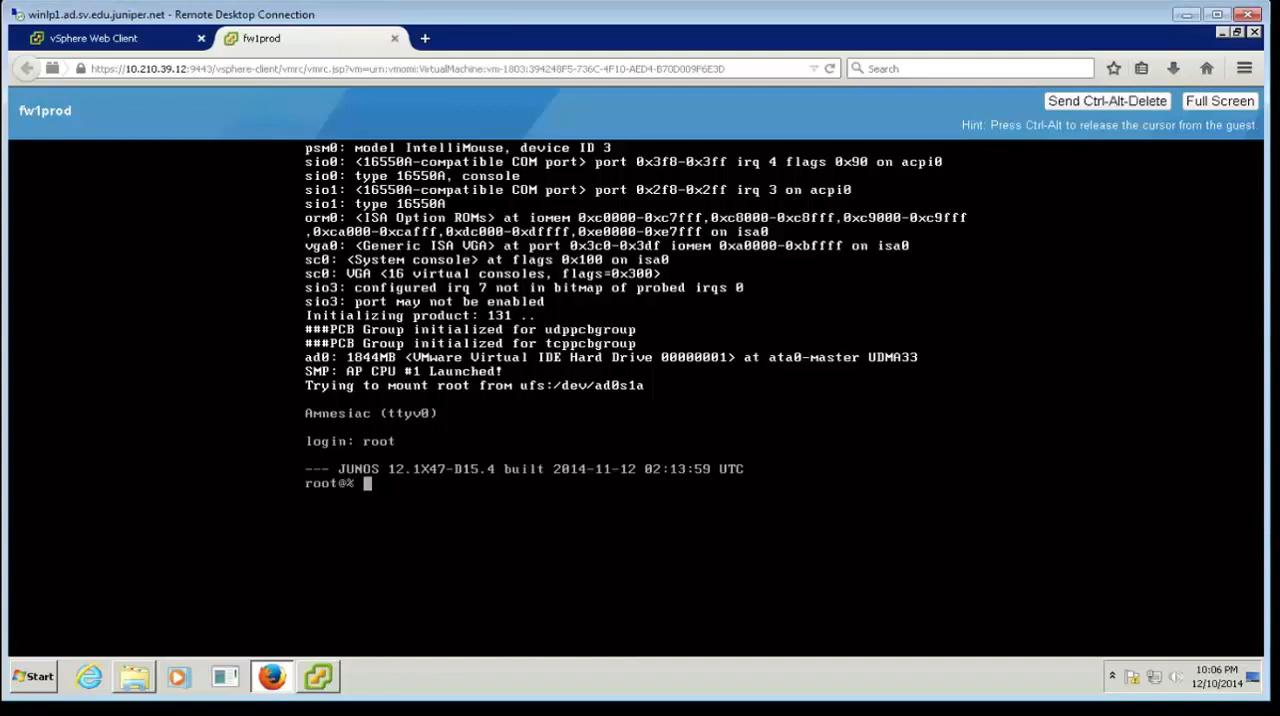 winlp1.ad.sv.edu.juniper.net - Remote Desktop Connection
vSphere Web Client
fw1prod
https://10.210.39.12:9443/vsphere-client/vmrc/vmrc.jsp?vm=urn:vmomi:VirtualMachine:vm-1803:394248F5-736C-4F10-AED4-B70D009F6E3D
Search
fw1prod
Send Ctrl-Alt-Delete
Full Screen
Hint: Press Ctrl-Alt to release the cursor from the guest.
psm0: model IntelliMouse, device ID 3
sio0: <16550A-compatible COM port> port 0x3f8-0x3ff irq 4 flags 0x90 on acpi0
sio0: type 16550A, console
sio1: <16550A-compatible COM port> port 0x2f8-0x2ff irq 3 on acpi0
sio1: type 16550A
orm0: <ISA Option ROMs> at iomem 0xc0000-0xc7fff,0xc8000-0xc8fff,0xc9000-0xc9fff
,0xca000-0xcafff,0xdc000-0xdffff,0xe0000-0xe7fff on isa0
vga0: <Generic ISA VGA> at port 0x3c0-0x3df iomem 0xa0000-0xbffff on isa0
sc0: <System console> at flags 0x100 on isa0
sc0: VGA <16 virtual consoles, flags=0x300>
sio3: configured irq 7 not in bitmap of probed irqs 0
sio3: port may not be enabled
Initializing product: 131 ..
###PCB Group initialized for udppcbgroup
###PCB Group initialized for tcppcbgroup
ad0: 1844MB <VMware Virtual IDE Hard Drive 00000001> at ata0-master UDMA33
SMP: AP CPU #1 Launched!
Trying to mount root from ufs:/dev/ad0s1a
Amnesiac (ttyv0)
login: root
--- JUNOS 12.1X47-D15.4 built 2014-11-12 02:13:59 UTC
root@%
Start
10:06 PM
12/10/2014